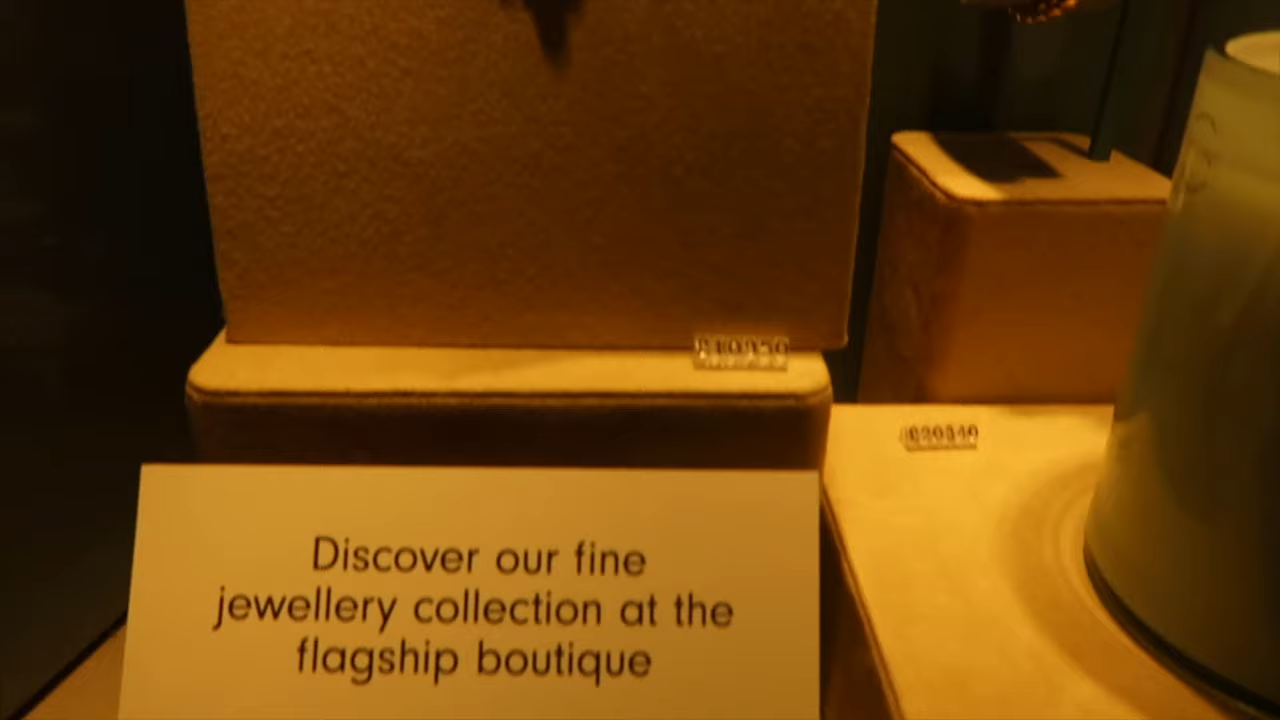 Discover our fine
jewellery collection at the
flagship boutique